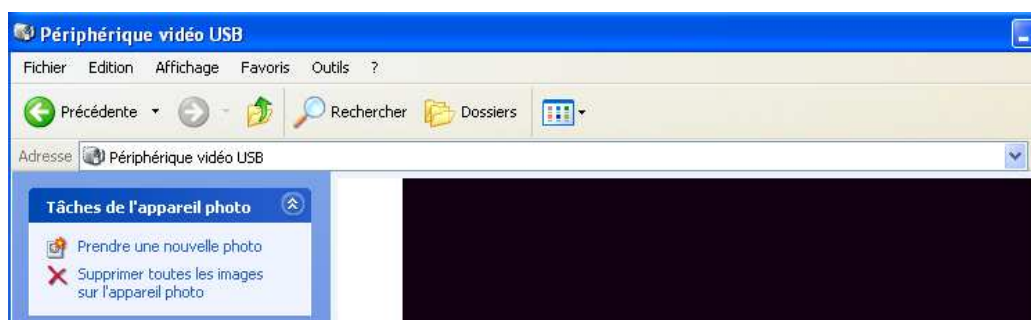 Périphérique vidéo USB
Fichier Edition Affichage Favoris Outils ?
Précédente Rechercher Dossiers
Adresse Périphérique vidéo USB
Tâches de l'appareil photo
Prendre une nouvelle photo
Supprimer toutes les images
sur l'appareil photo